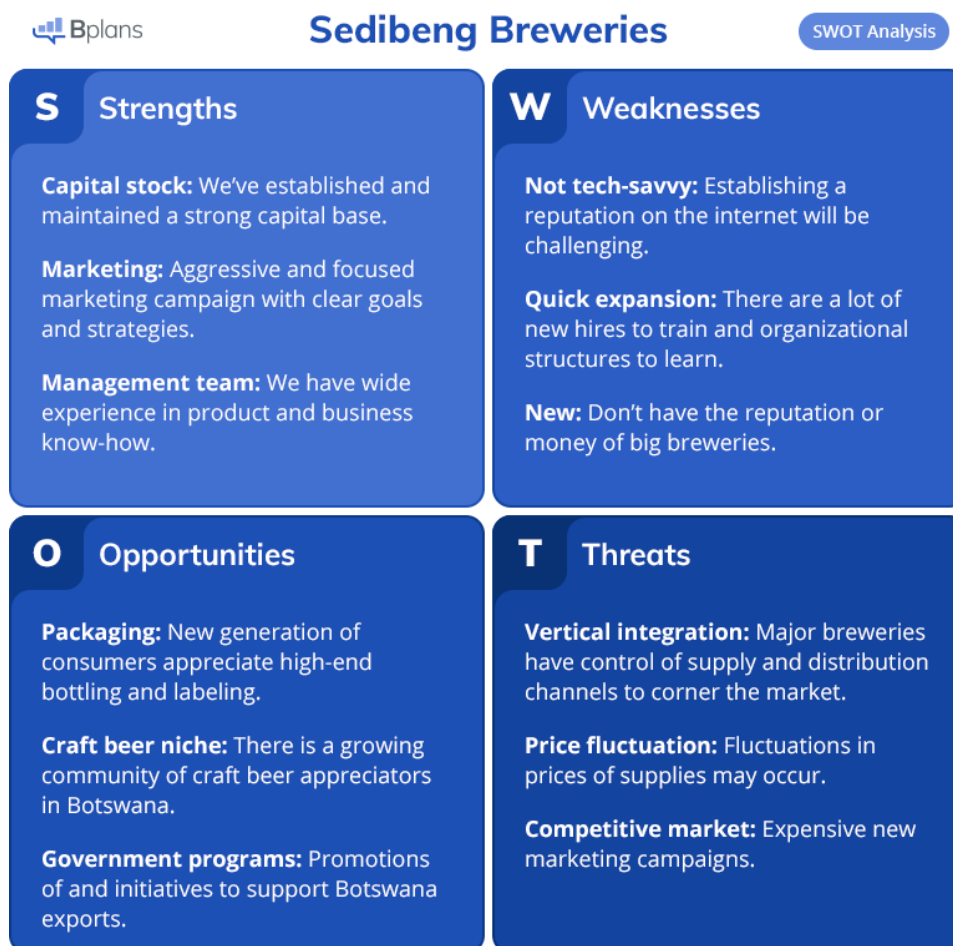 Bplans
Sedibeng Breweries
SWOT Analysis
S
Strengths
Capital stock: We’ve established and
maintained a strong capital base.
Marketing: Aggressive and focused
marketing campaign with clear goals
and strategies.
Management team: We have wide
experience in product and business
know-how.
W
Weaknesses
Not tech-savvy: Establishing a
reputation on the internet will be
challenging.
Quick expansion: There are a lot of
new hires to train and organizational
structures to learn.
New: Don’t have the reputation or
money of big breweries.
O
Opportunities
Packaging: New generation of
consumers appreciate high-end
bottling and labeling.
Craft beer niche: There is a growing
community of craft beer appreciators
in Botswana.
Government programs: Promotions
of and initiatives to support Botswana
exports.
T
Threats
Vertical integration: Major breweries
have control of supply and distribution
channels to corner the market.
Price fluctuation: Fluctuations in
prices of supplies may occur.
Competitive market: Expensive new
marketing campaigns.